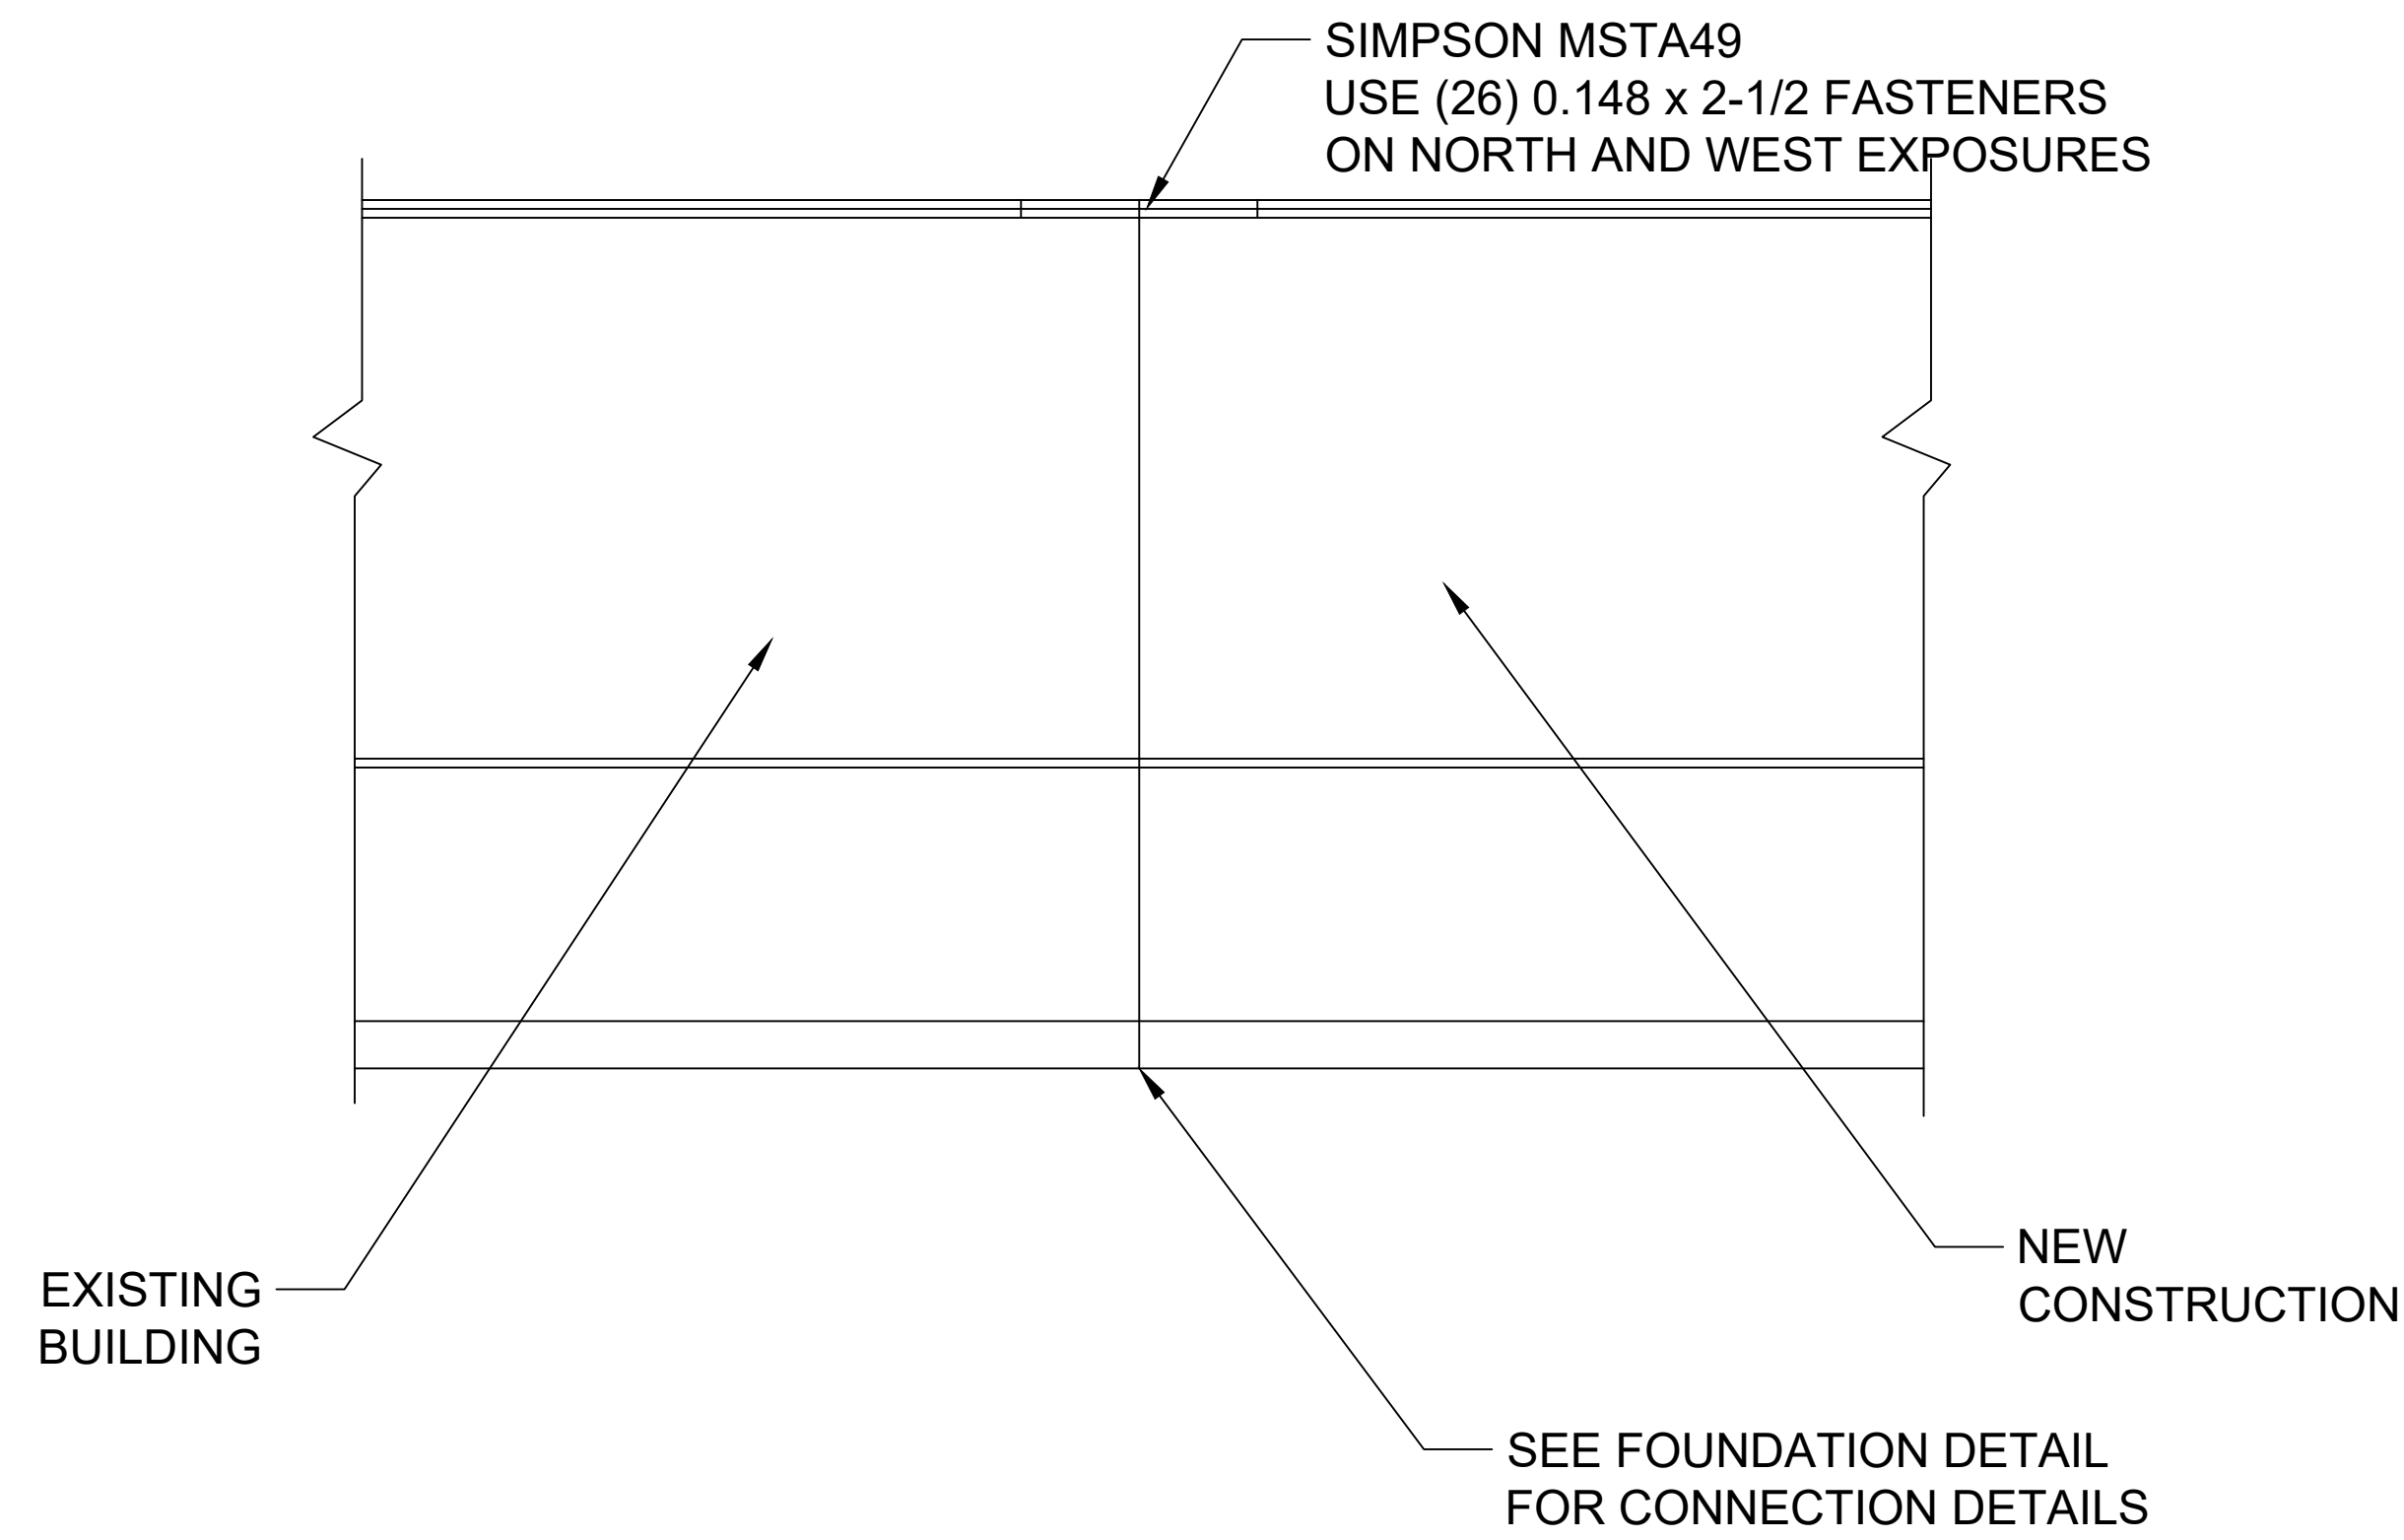 SIMPSON MSTA49
USE (26) 0.148 x 2-1/2 FASTENERS
ON NORTH AND WEST EXPOSURES
EXISTING
BUILDING
NEW
CONSTRUCTION
SEE FOUNDATION DETAIL
FOR CONNECTION DETAILS